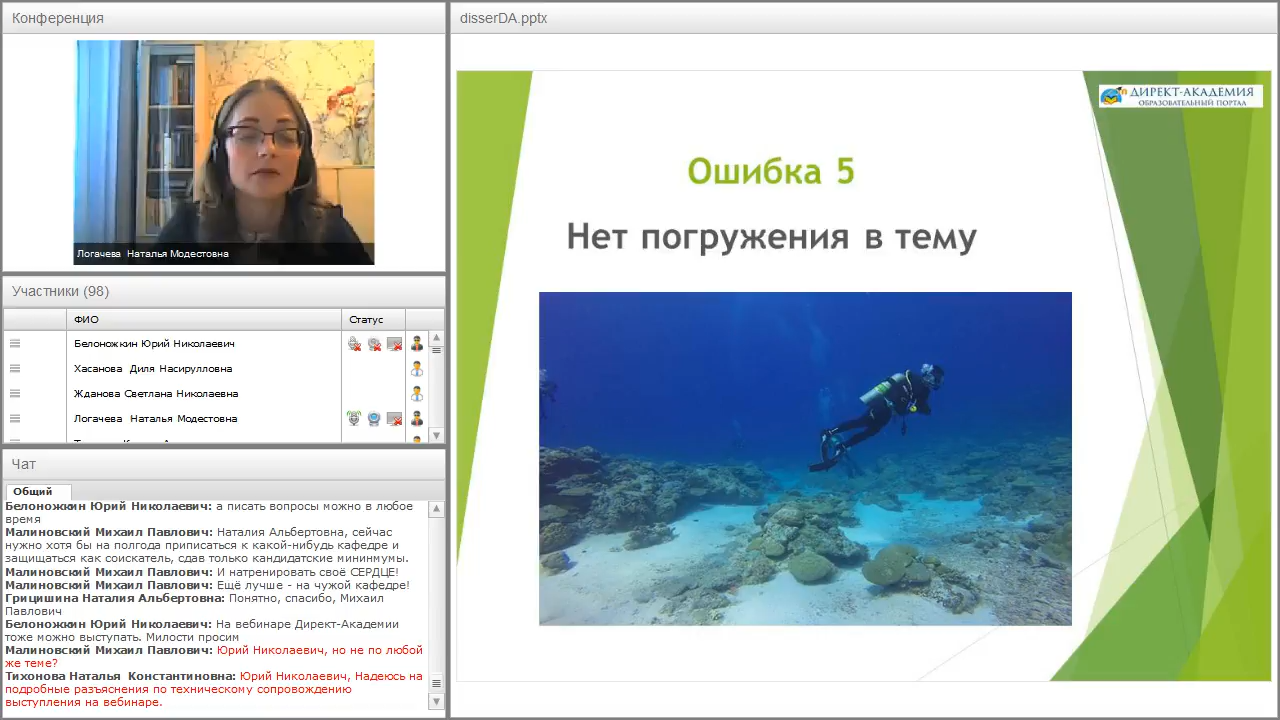 Конференция
Логачева Наталья Модестовна
Участники (98)
ФИО Статус
Белоножкин Юрий Николаевич
Хасанова Диля Насирулловна
Жданова Светлана Николаевна
Логачева Наталья Модестовна
Чат
Общий
Белоножкин Юрий Николаевич: а писать вопросы можно в любое
время
Малиновский Михаил Павлович: Наталия Альбертовна, сейчас
нужно хотя бы на полгода приписаться к какой-нибудь кафедре и
защищаться как соискатель, сдав только кандидатские мининмумы.
Малиновский Михаил Павлович: И натренировать своё СЕРДЦЕ!
Малиновский Михаил Павлович: Ещё лучше - на чужой кафедре!
Грицишина Наталия Альбертовна: Понятно, спасибо, Михаил
Павлович
Белоножкин Юрий Николаевич: На вебинаре Директ-Академии
тоже можно выступать. Милости просим
Малиновский Михаил Павлович: Юрий Николаевич, но не по любой
же теме?
Тихонова Наталья Константиновна: Юрий Николаевич, Надеюсь на
подробные разъяснения по техническому сопровождению
выступления на вебинаре.
disserDA.pptx
ДИРЕКТ-АКАДЕМИЯ
ОБРАЗОВАТЕЛЬНЫЙ ПОРТАЛ
Ошибка 5
Нет погружения в тему